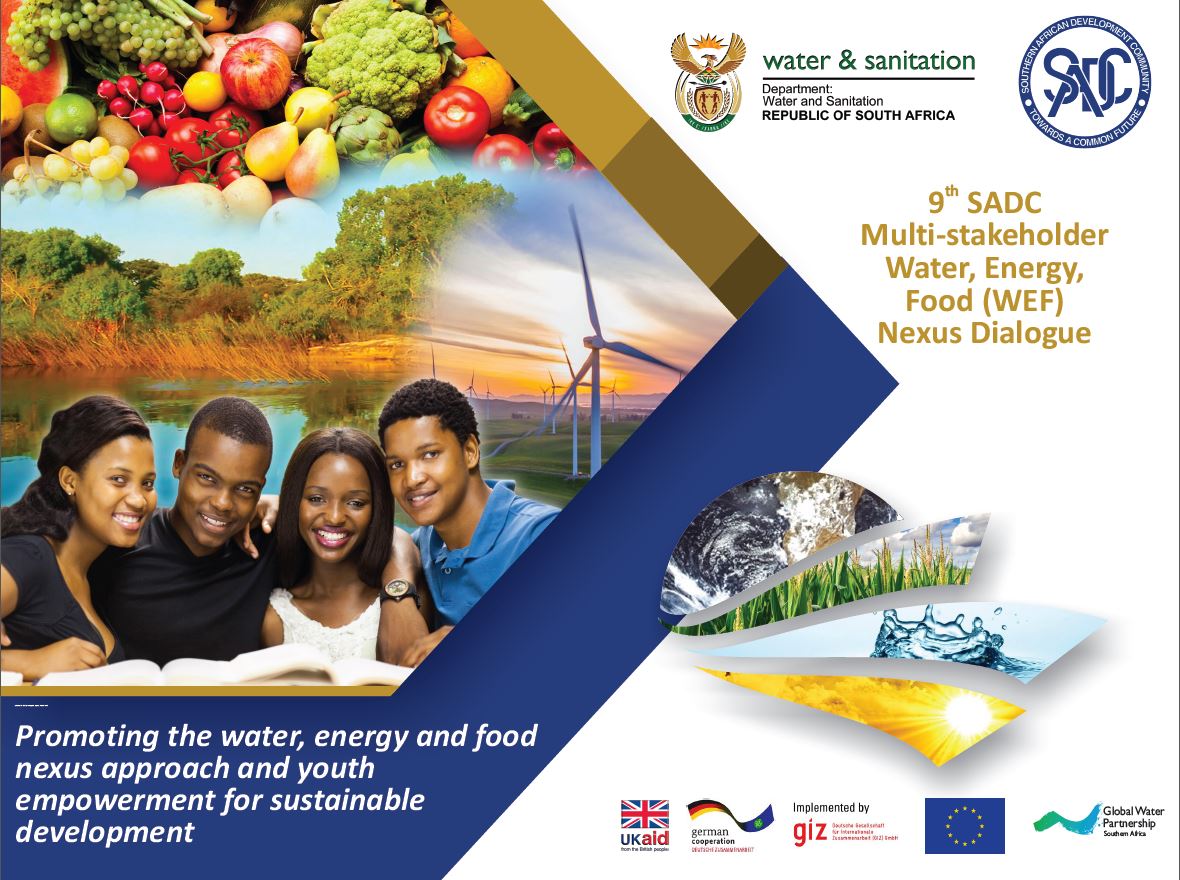 water & sanitation
Department:
Water and Sanitation
REPUBLIC OF SOUTH AFRICA
SOUTHERN AFRICAN DEVELOPMENT COMMUNITY
SADC
TOWARDS A COMMON FUTURE
9th SADC
Multi-stakeholder
Water, Energy,
Food (WEF)
Nexus Dialogue
Promoting the water, energy and food
nexus approach and youth
empowerment for sustainable
development
UKaid
from the British people
german
cooperation
DEUTSCHE ZUSAMMENARBEIT
Implemented by
giz
Deutsche Gesellschaft
für Internationale
Zusammenarbeit (GIZ) GmbH
Global Water
Partnership
Southern Africa